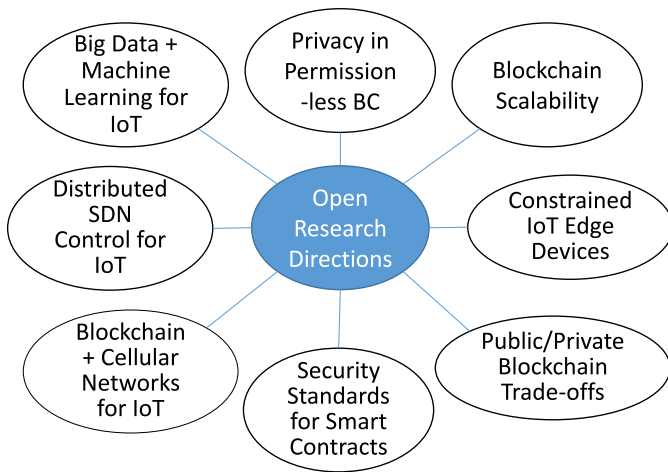 Big Data +
Machine
Learning for
IoT
Privacy in
Permission
-less BC
Blockchain
Scalability
Distributed
SDN
Control for
IoT
Open
Research
Directions
Constrained
IoT Edge
Devices
Blockchain
+ Cellular
Networks
for IoT
Security
Standards
for Smart
Contracts
Public/Private
Blockchain
Trade-offs